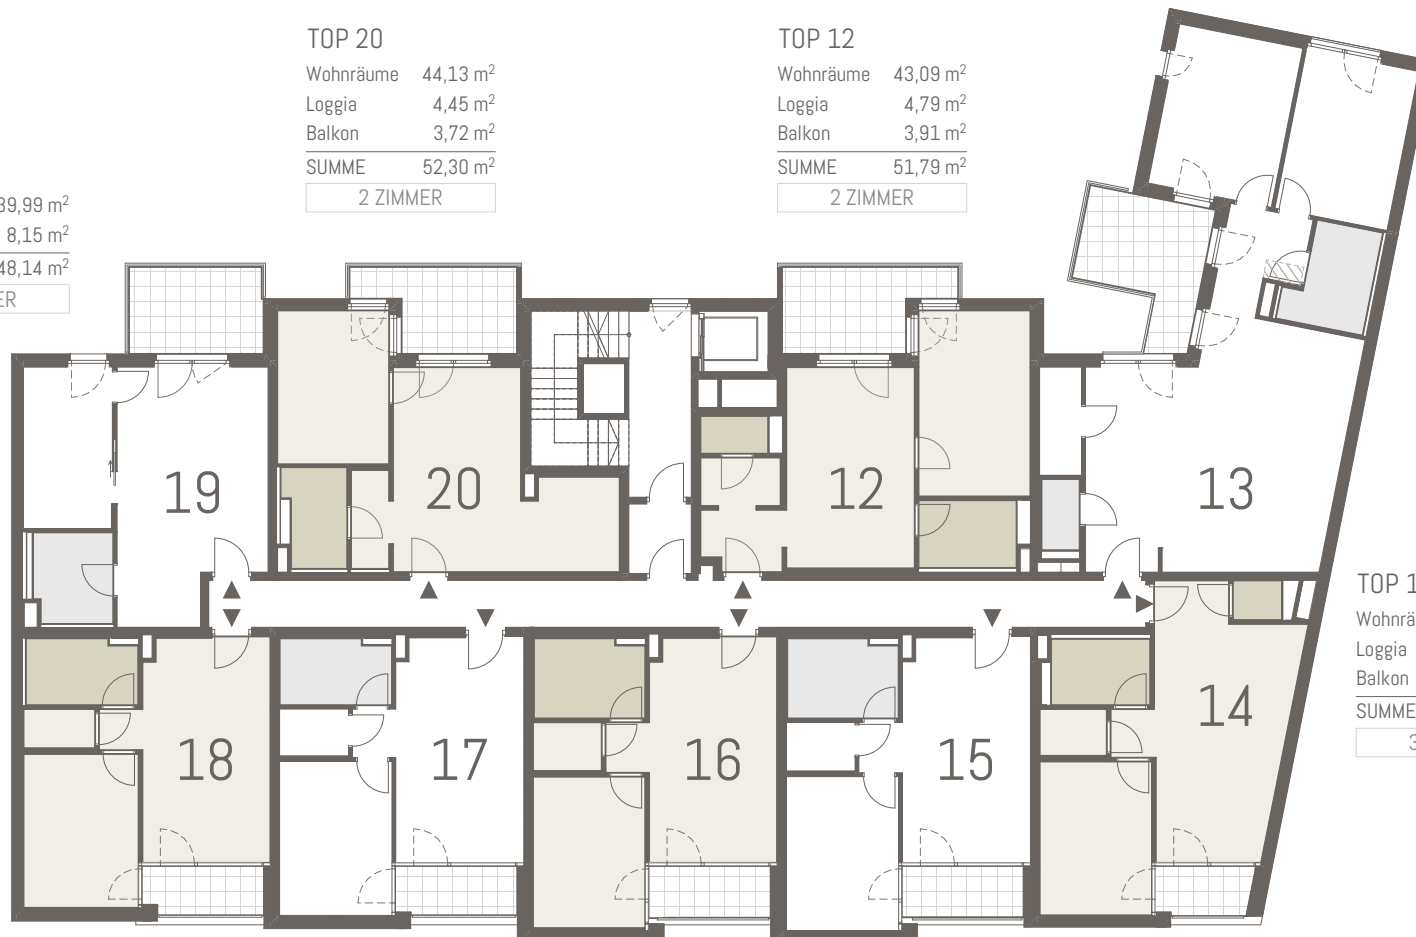 TOP 20
Wohnräume 44,13 m²
Loggia 4,45 m²
Balkon 3,72 m²
SUMME 52,30 m²
2 ZIMMER
TOP 12
Wohnräume 43,09 m²
Loggia 4,79 m²
Balkon 3,91 m²
SUMME 51,79 m²
2 ZIMMER
39,99 m²
8,15 m²
48,14 m²
19
20
12
13
Loggia
Balkon
SUMME
3
18
17
16
15
14